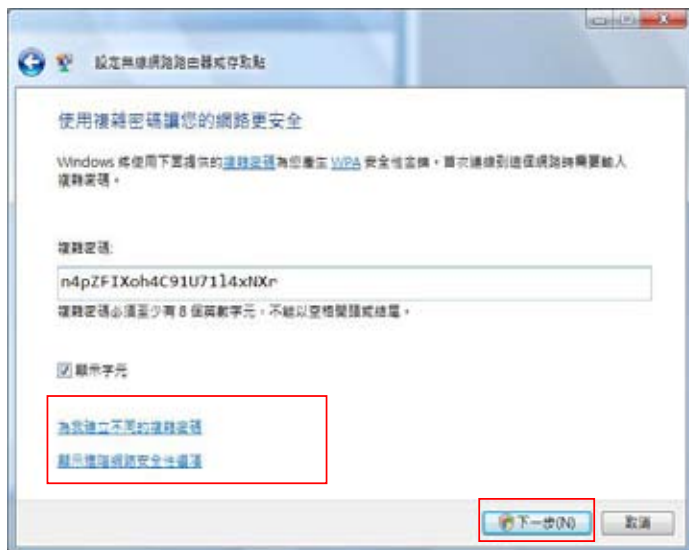 設定無線網路路由器或存取點
使用複雜密碼讓您的網路更安全
Windows 將使用下面提供的複雜密碼為您產生 WPA 安全性金鑰。首次連線到這個網路時需要輸入
複雜密碼。
複雜密碼:
n4pZFIXoh4C91U71l4xNXr
複雜密碼必須至少有 8 個英數字元，不能以空格開頭或結尾。
顯示字元
為我建立不同的複雜密碼
顯示進階網路安全性選項
下一步(N)
取消